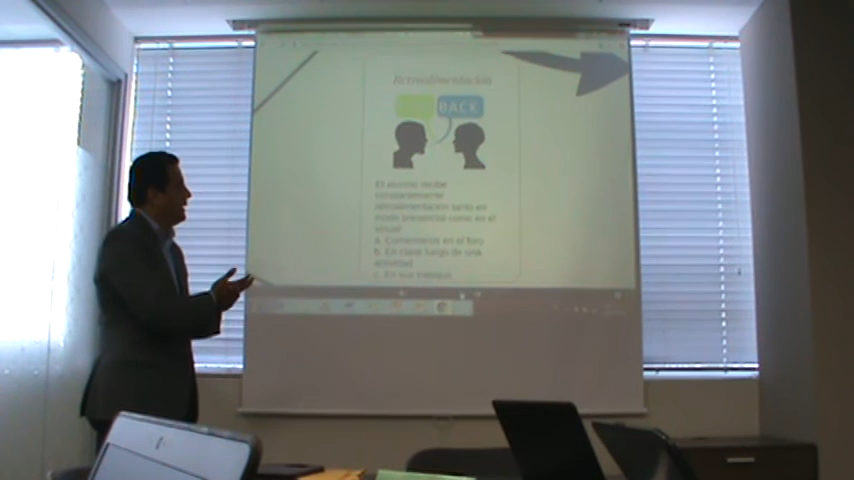 Retroalimentación
BACK
El alumno recibe
constantemente
retroalimentación tanto en
modo presencial como en el
virtual
a. Comentarios en el foro
b. En clase luego de una
actividad
c. En sus trabajos